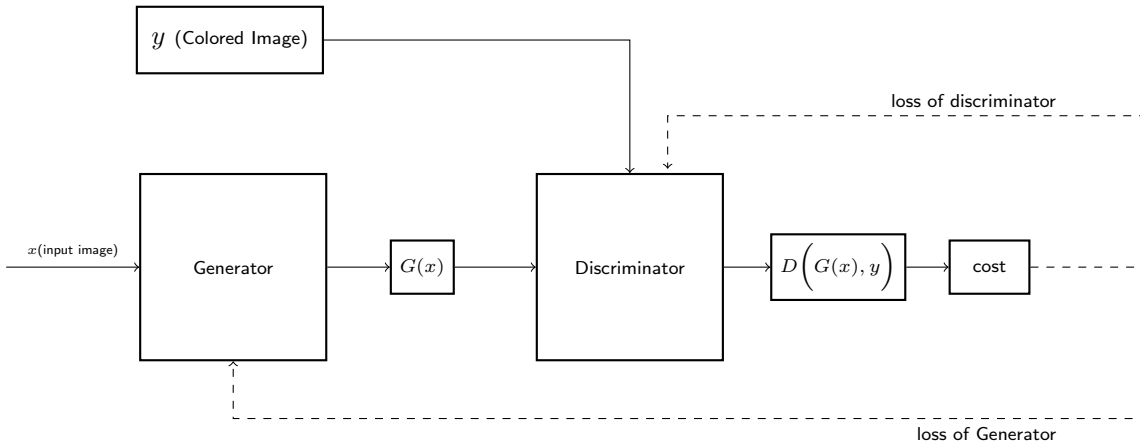 y (Colored Image)
loss of discriminator
x(input image)
Generator
G(x)
Discriminator
D(G(x), y)
cost
loss of Generator